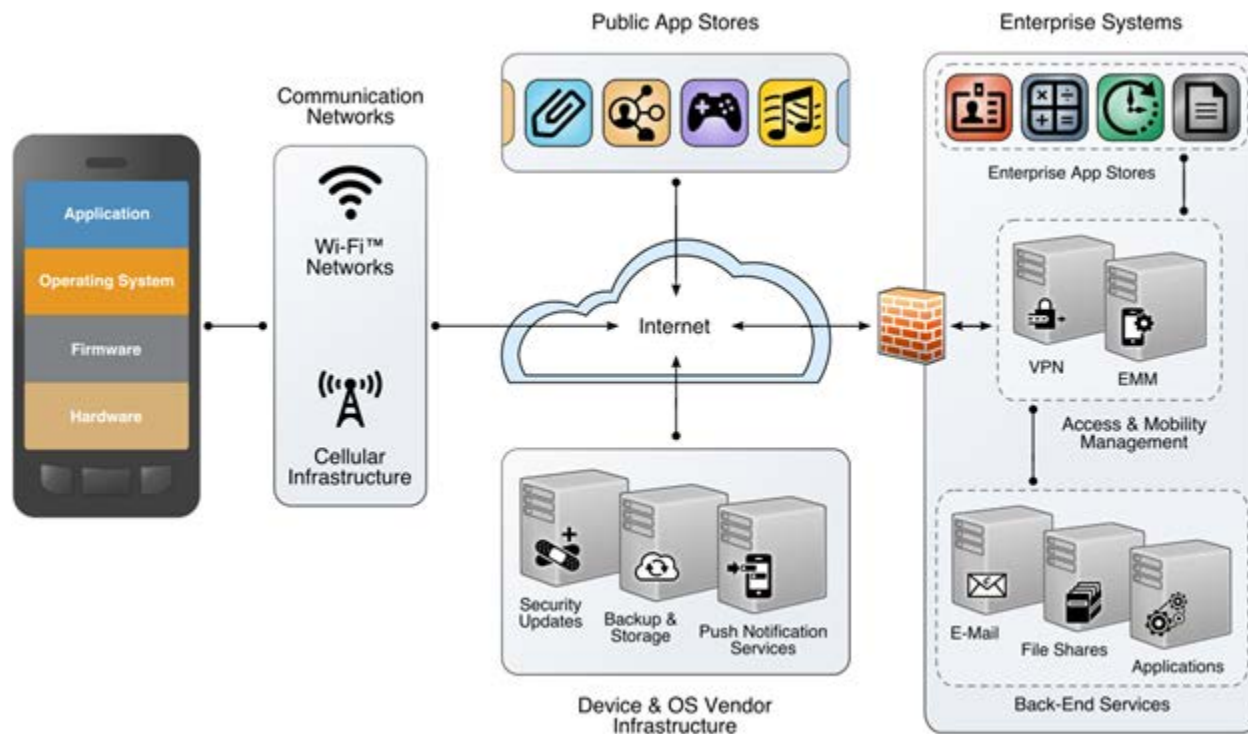 Public App Stores
Enterprise Systems
Communication
Networks
Enterprise App Stores
Application
Wi-Fi™
Networks
Operating System
Internet
Firmware
VPN
EMM
Hardware
Access & Mobility
Management
Cellular
Infrastructure
Security
Updates
Backup &
Storage
Push Notification
Services
E-Mail
File Shares
Applications
Device & OS Vendor
Infrastructure
Back-End Services